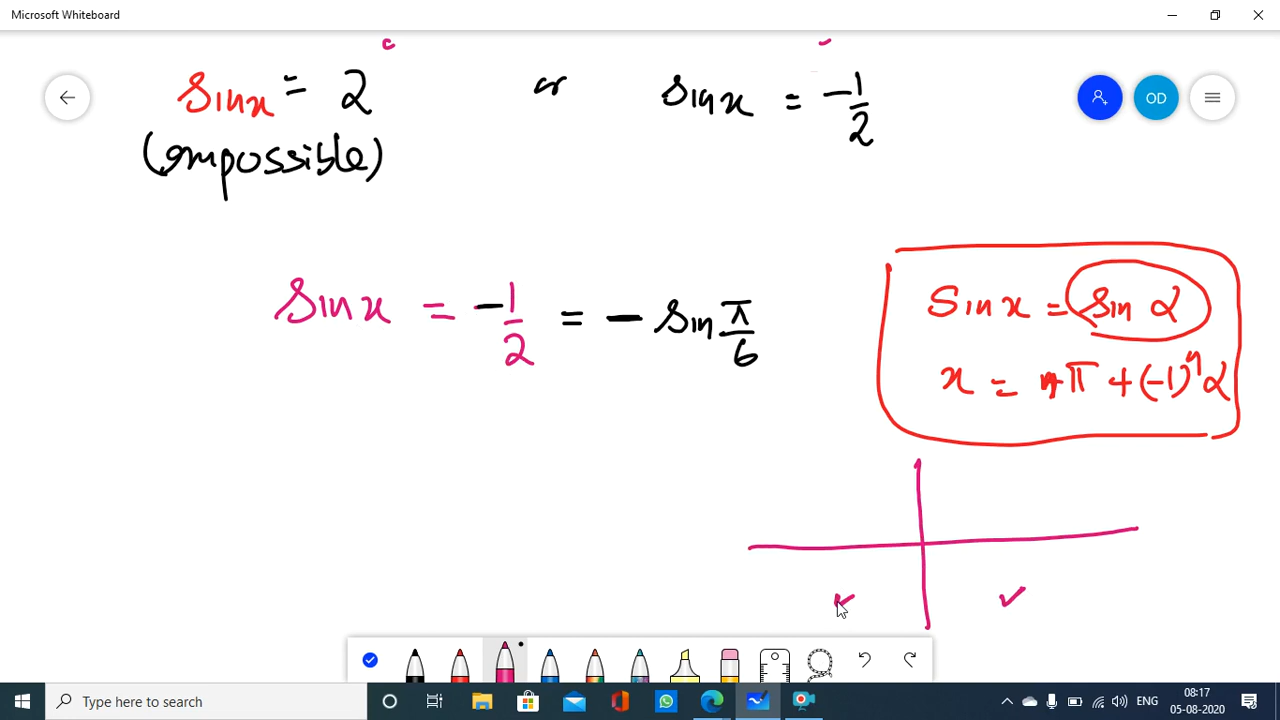 Microsoft Whiteboard
sinx = 2 or sinx = -1/2
(impossible)
OD
sinx = -1/2 = - sin π/6
Sinx = sin α
x = nπ + (-1)ⁿα
Type here to search
ENG
08:17
05-08-2020